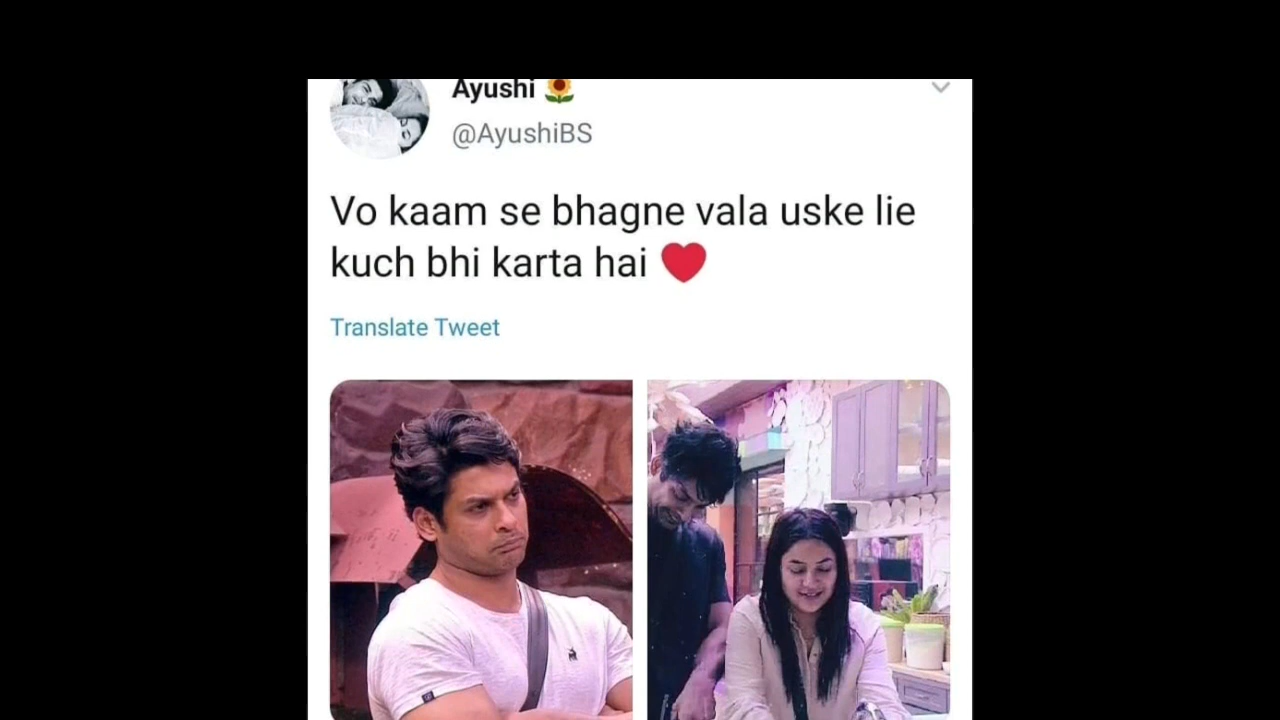 Ayushi 🌻
@AyushiBS
Vo kaam se bhagne vala uske lie
kuch bhi karta hai ❤️
Translate Tweet